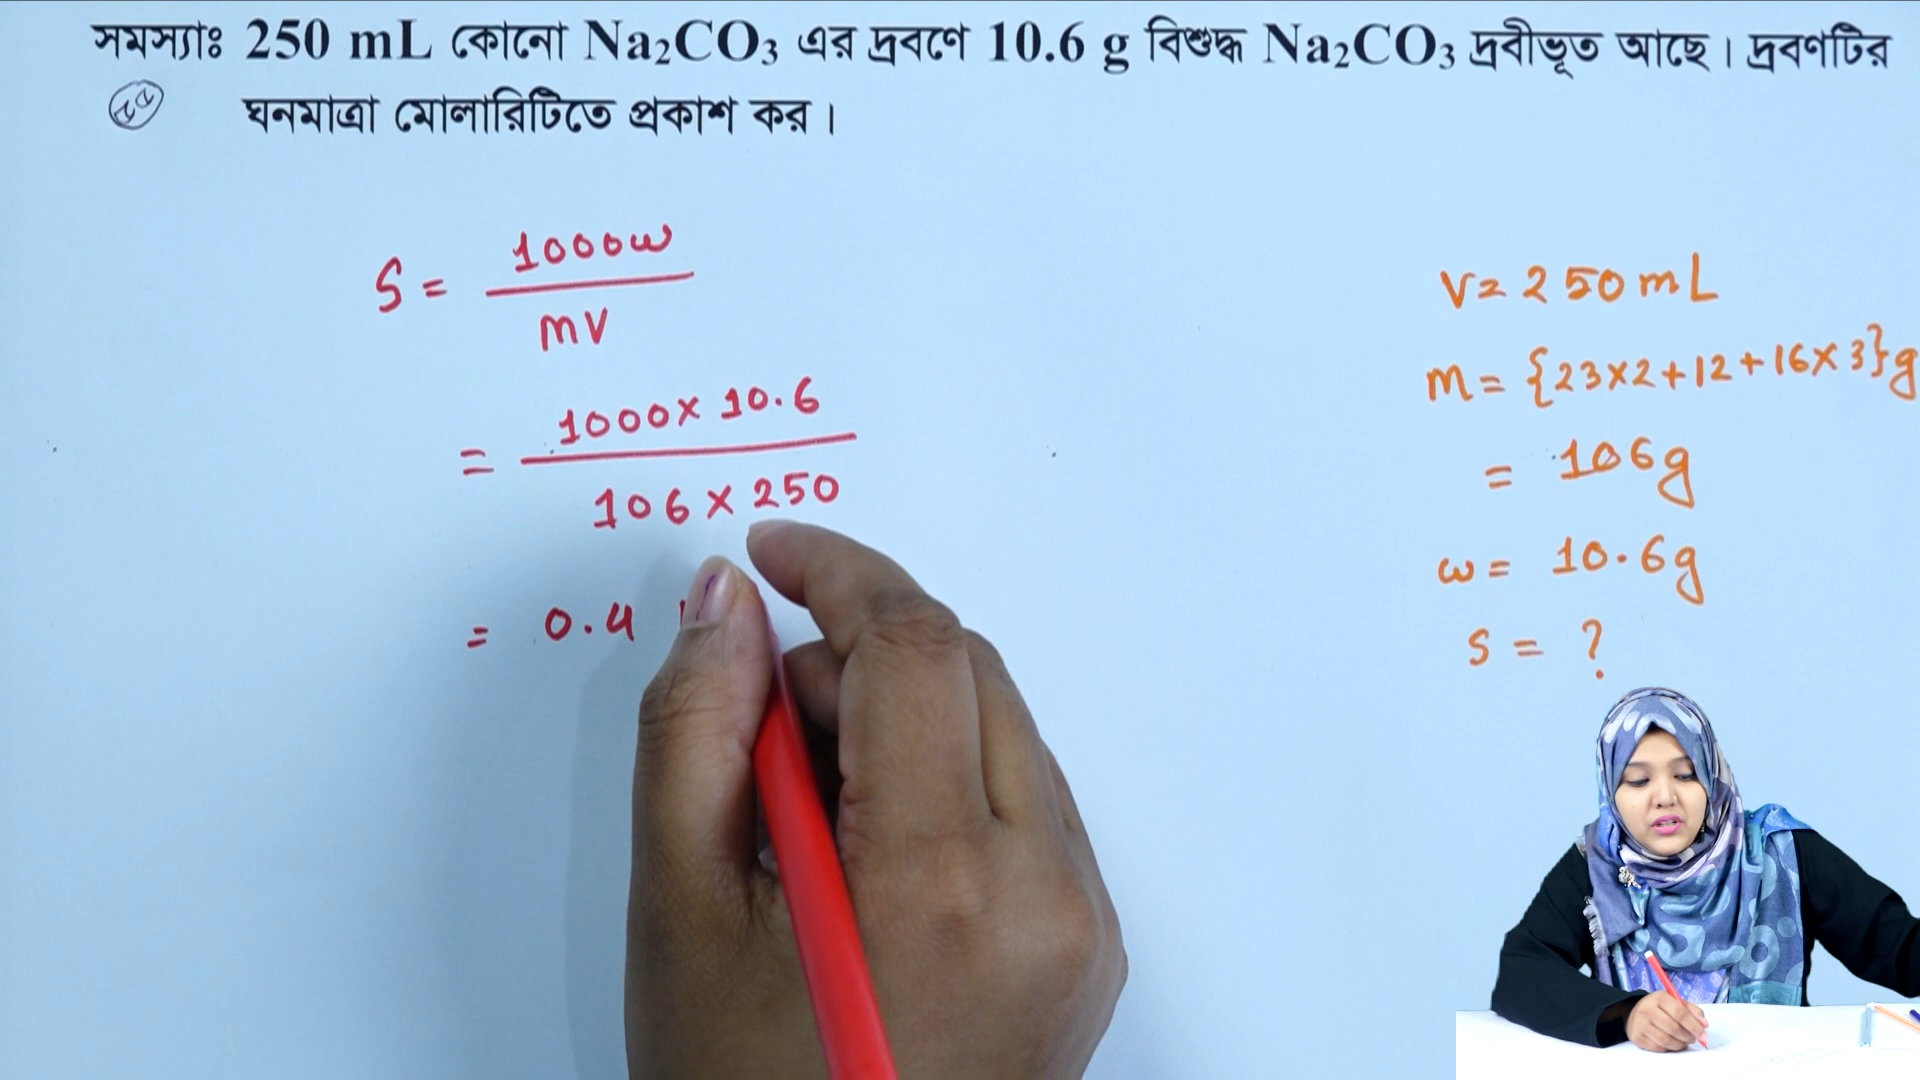 সমস্যাঃ 250 mL কোনো Na₂CO₃ এর দ্রবণে 10.6 g বিশুদ্ধ Na₂CO₃ দ্রবীভূত আছে। দ্রবণটির
ঘনমাত্রা মোলারিটিতে প্রকাশ কর।
S = 1000w / MV
= 1000 × 10.6 / 106 × 250
= 0.4
V = 250 mL
M = {23×2+12+16×3}g
= 106g
w = 10.6g
S = ?